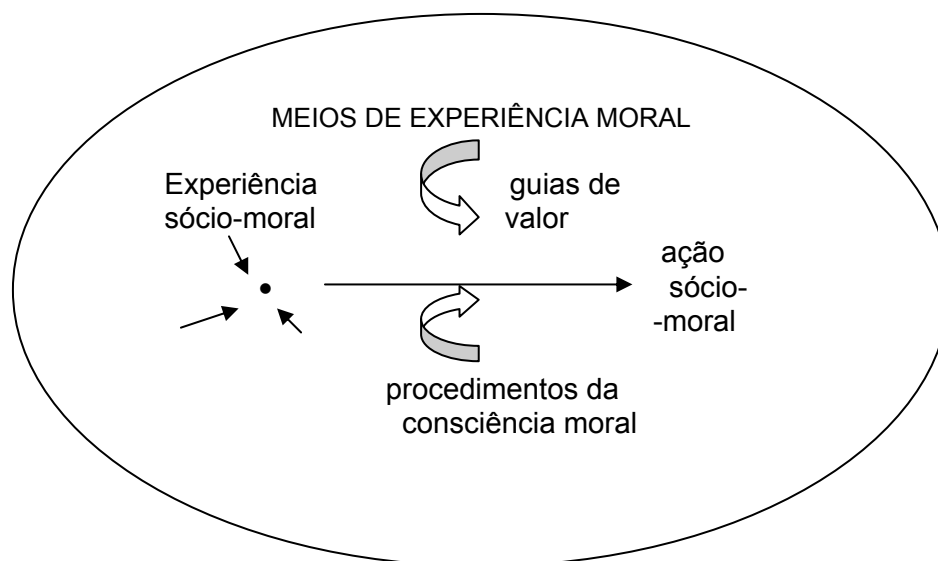 MEIOS DE EXPERIÊNCIA MORAL
Experiência
sócio-moral
guias de
valor
ação
sócio-
-moral
procedimentos da
consciência moral